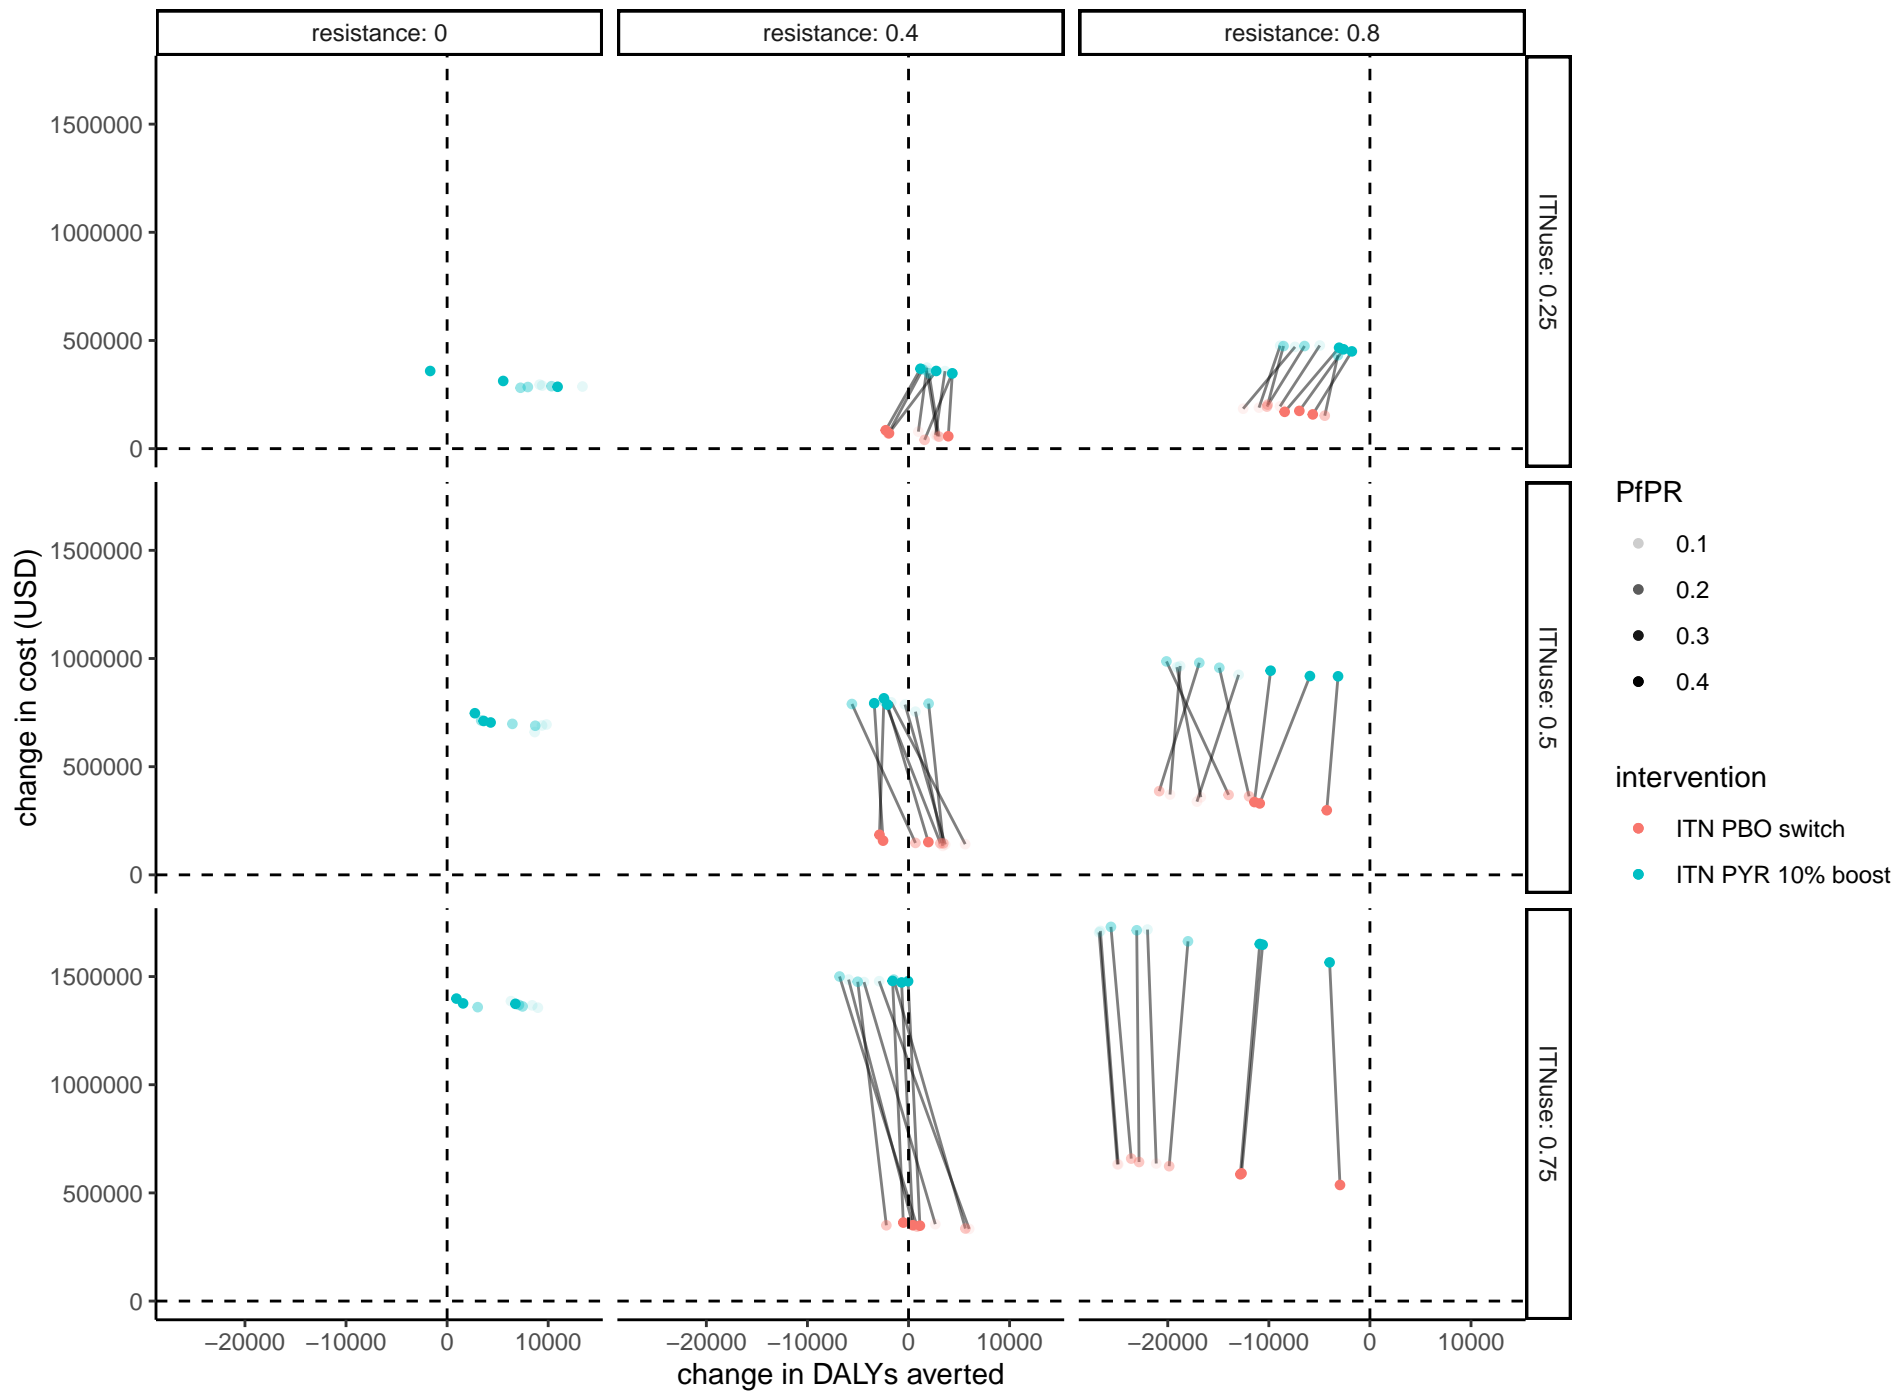 resistance: 0
resistance: 0.4
resistance: 0.8
1500000
1000000
500000
0
ITNuse: 0.25
1500000
1000000
500000
0
ITNuse: 0.5
1500000
1000000
500000
0
ITNuse: 0.75
change in cost (USD)
−20000 −10000 0 10000
−20000 −10000 0 10000
−20000 −10000 0 10000
change in DALYs averted
PfPR
0.1
0.2
0.3
0.4
intervention
ITN PBO switch
ITN PYR 10% boost